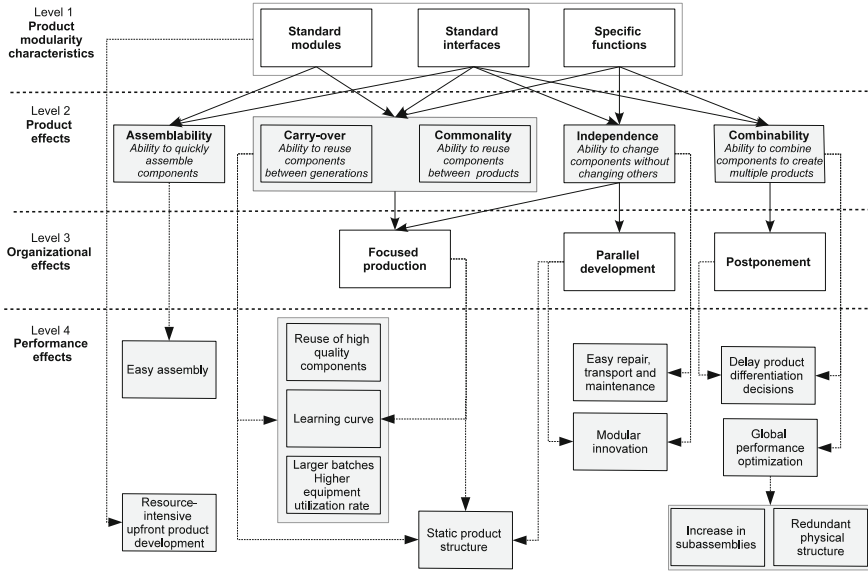 Level 1
Product
modularity
characteristics
Standard
modules
Standard
interfaces
Specific
functions
Level 2
Product
effects
Assemblability
Ability to quickly
assemble
components
Carry-over
Ability to reuse
components
between generations
Commonality
Ability to reuse
components
between products
Independence
Ability to change
components without
changing others
Combinability
Ability to combine
components to create
multiple products
Level 3
Organizational
effects
Focused
production
Parallel
development
Postponement
Level 4
Performance
effects
Easy assembly
Reuse of high
quality
components
Learning curve
Larger batches
Higher
equipment
utilization rate
Easy repair,
transport and
maintenance
Modular
innovation
Delay product
differentiation
decisions
Global
performance
optimization
Resource-
intensive
upfront product
development
Static product
structure
Increase in
subassemblies
Redundant
physical
structure